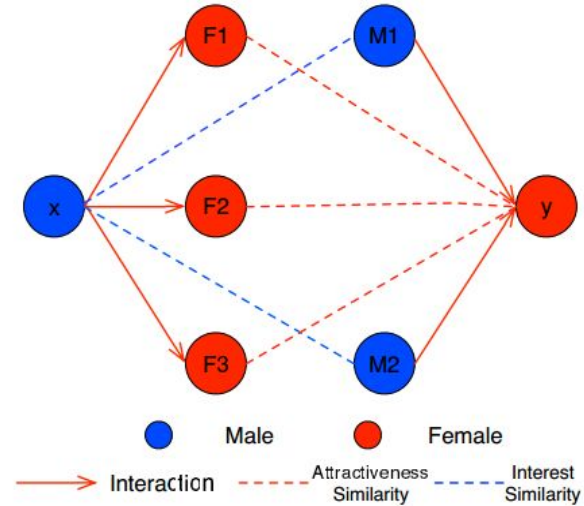 F1
M1
x
F2
y
F3
M2
Male
Female
Interaction
Attractiveness
Similarity
Interest
Similarity